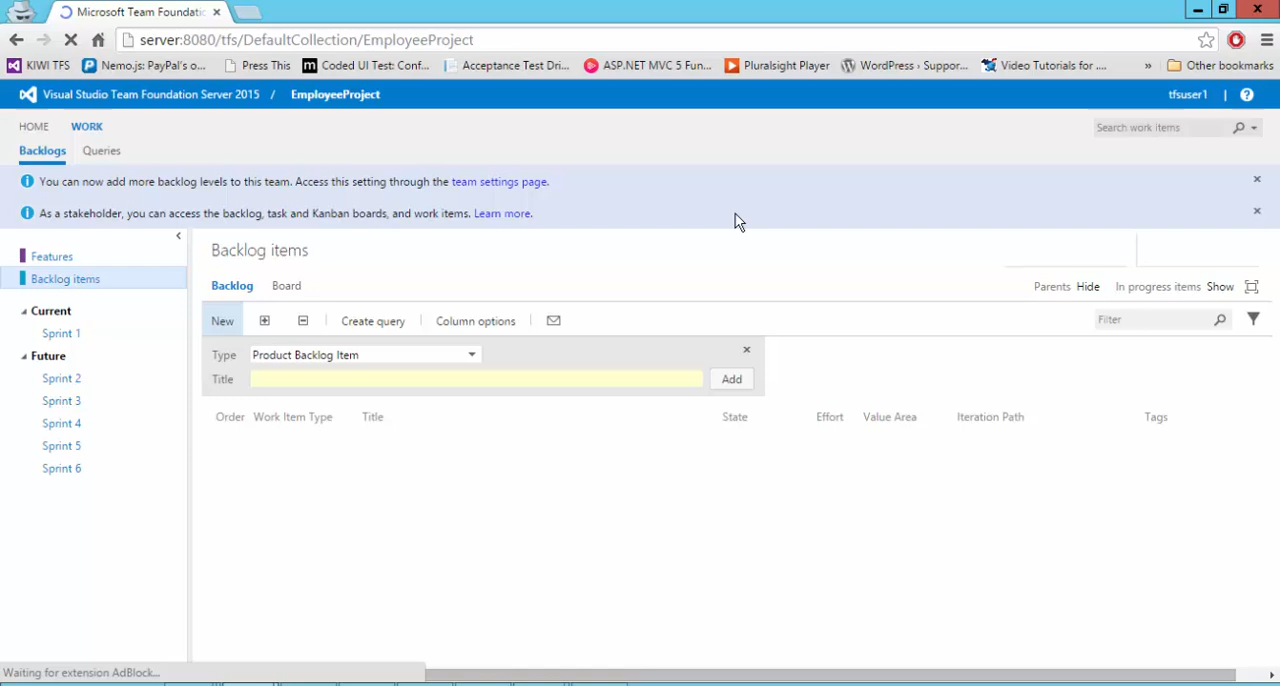 Microsoft Team Foundatic
server:8080/tfs/DefaultCollection/EmployeeProject
KIWI TFS Nemo.js: PayPal's o... Press This Coded UI Test: Conf... Acceptance Test Dri... ASP.NET MVC 5 Fun... Pluralsight Player WordPress › Suppor... Video Tutorials for .... » Other bookmarks
Visual Studio Team Foundation Server 2015 / EmployeeProject tfsuser1 | ?
HOME WORK Search work items
Backlogs Queries
You can now add more backlog levels to this team. Access this setting through the team settings page.
As a stakeholder, you can access the backlog, task and Kanban boards, and work items. Learn more.
Features
Backlog items
Current
Sprint 1
Future
Sprint 2
Sprint 3
Sprint 4
Sprint 5
Sprint 6
Backlog items
Backlog Board Parents Hide In progress items Show
New Create query Column options Filter
Type Product Backlog Item
Title Add
Order Work Item Type Title State Effort Value Area Iteration Path Tags
Waiting for extension AdBlock...